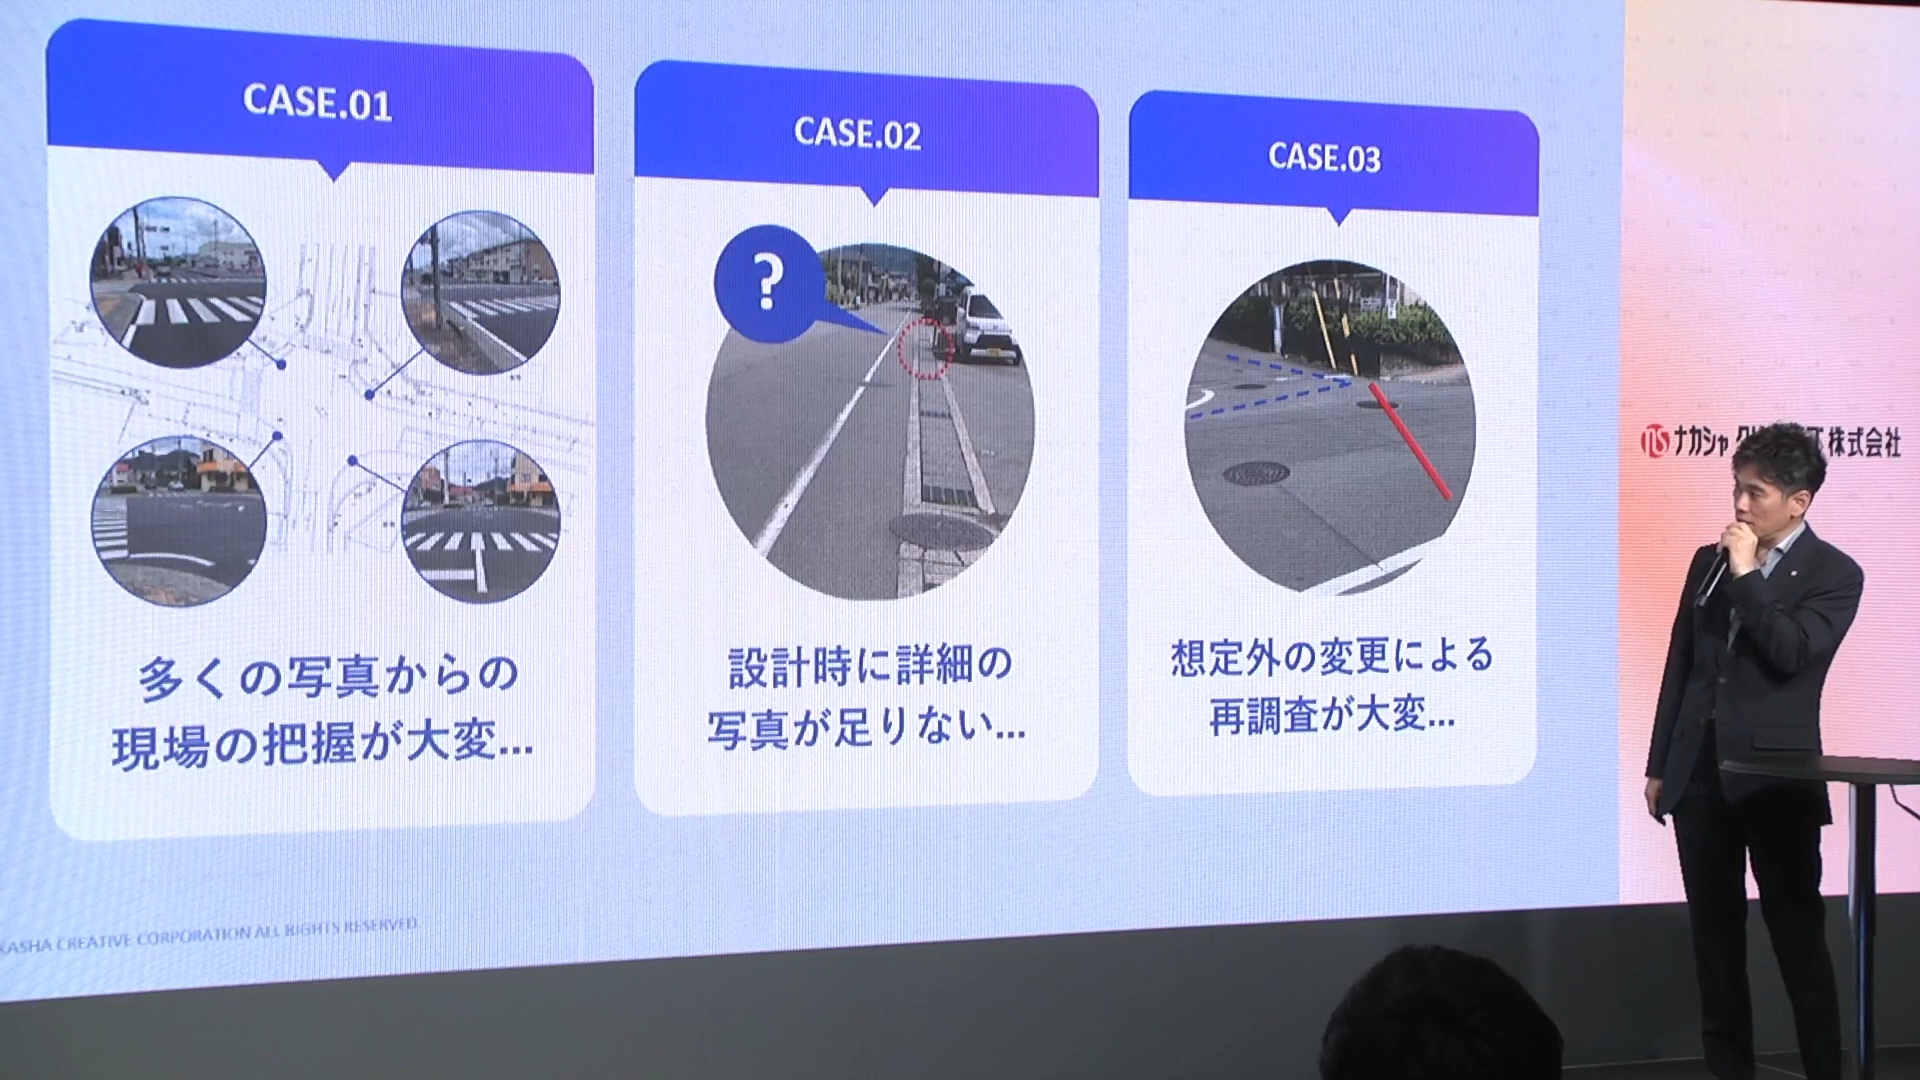 CASE.01
多くの写真からの
現場の把握が大変...
CASE.02
?
設計時に詳細の
写真が足りない...
CASE.03
想定外の変更による
再調査が大変...
KASHA CREATIVE CORPORATION ALL RIGHTS RESERVED.
ns ナカシャ 株式会社